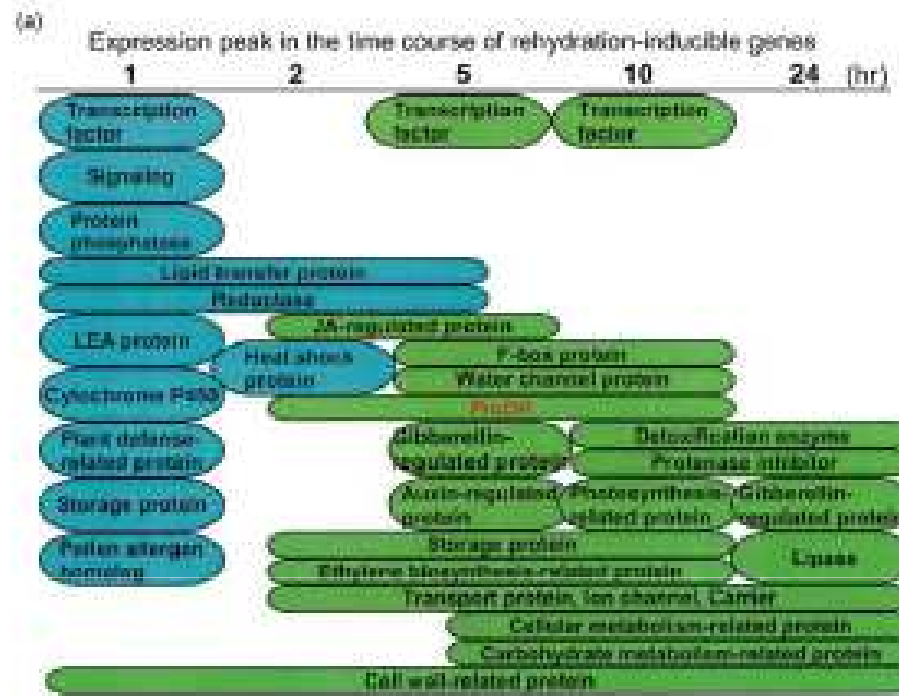 (a)
Expression peak in the time course of rehydration-inducible genes
1 2 5 10 24 (hr)
Transcription
factor
Transcription
factor
Transcription
factor
Signaling
Protein
phosphatase
Lipid transfer protein
Reductase
JA-regulated protein
LEA protein
Heat shock
protein
F-box protein
Water channel protein
Cytochrome P450
ProDH
Plant defense-
related protein
Gibberellin-
regulated protein
Detoxification enzyme
Protenase inhibitor
Storage protein
Auxin-regulated
protein
Photosynthesis-
related protein
Gibberellin-
regulated protein
Storage protein
Pollen allergen
homolog
Ethylene biosynthesis-related protein
Lipase
Transport protein, Ion channel, Carrier
Cellular metabolism-related protein
Carbohydrate metabolism-related protein
Cell wall-related protein